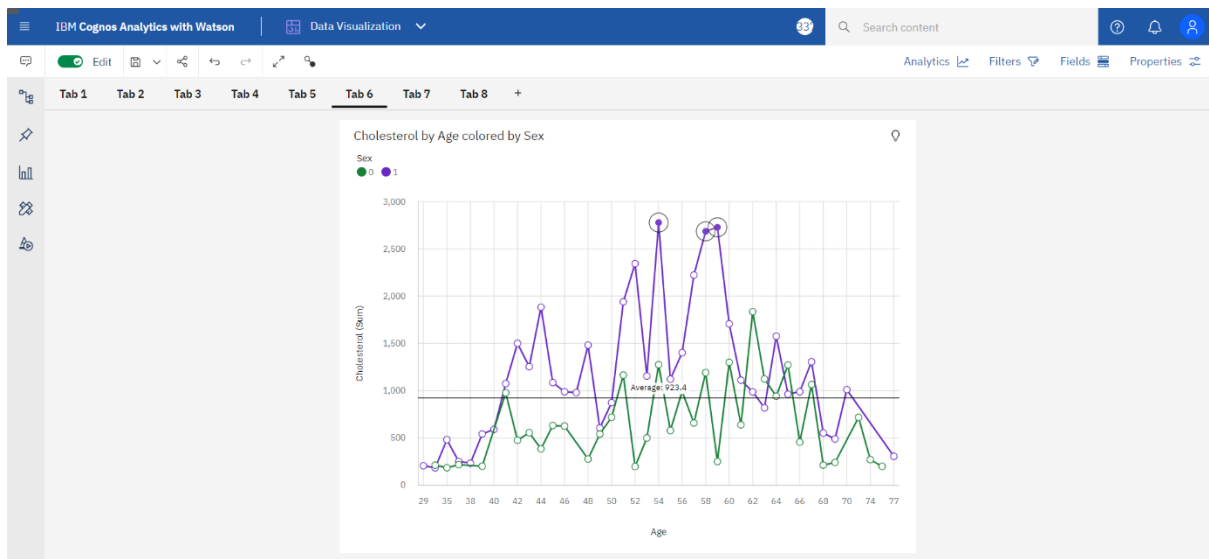 IBM Cognos Analytics with Watson
Data Visualization
Search content
Edit
Analytics
Filters
Fields
Properties
Tab 1 Tab 2 Tab 3 Tab 4 Tab 5 Tab 6 Tab 7 Tab 8 +
Cholesterol by Age colored by Sex
Sex
0 1
3,000
2,500
2,000
1,500
1,000
500
0
Cholesterol (Sum)
Average: 923.4
29 35 38 40 42 44 46 48 50 52 54 56 58 60 62 64 66 68 70 74 77
Age